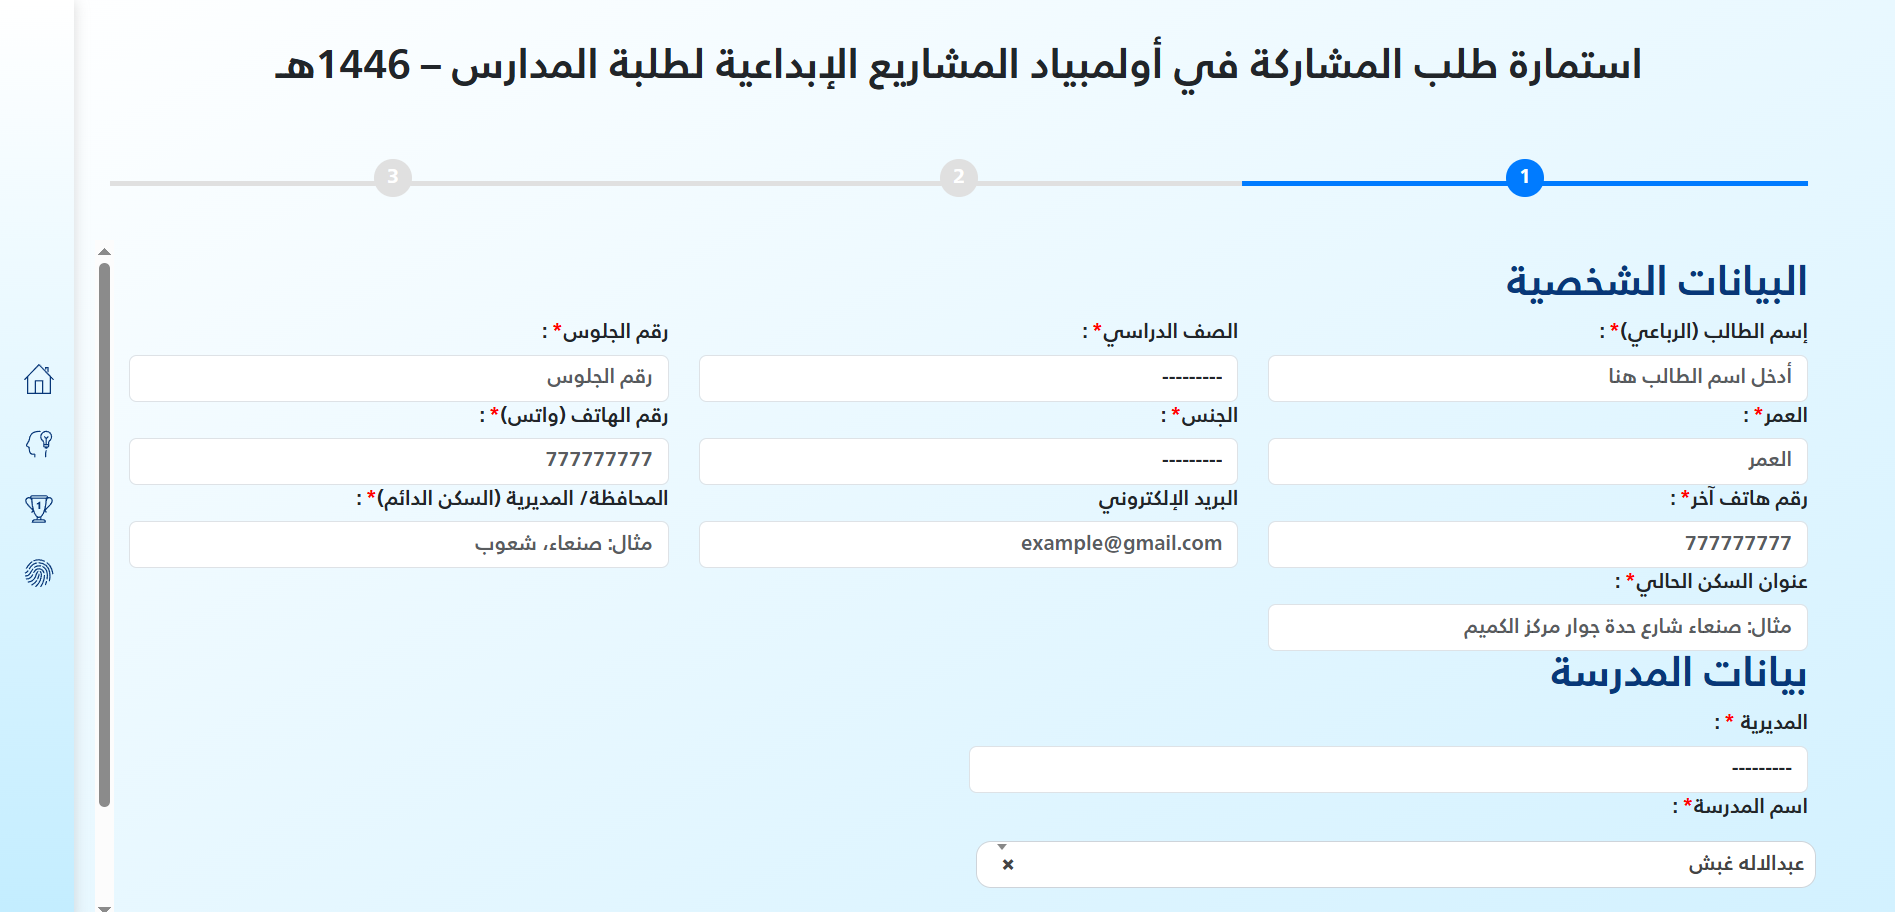 استمارة طلب المشاركة في أولمبياد المشاريع الإبداعية لطلبة المدارس – 1446هـ
1 2 3
البيانات الشخصية
إسم الطالب (الرباعي)* : الصف الدراسي* : رقم الجلوس* :
أدخل اسم الطالب هنا --------- رقم الجلوس
العمر* : الجنس* : رقم الهاتف (واتس)* :
العمر --------- 777777777
رقم هاتف آخر* : البريد الإلكتروني المحافظة/ المديرية (السكن الدائم)* :
777777777 example@gmail.com مثال: صنعاء، شعوب
عنوان السكن الحالي* :
مثال: صنعاء شارع حدة جوار مركز الكميم
بيانات المدرسة
المديرية * :
---------
اسم المدرسة* :
عبدالاله غبش ×
1